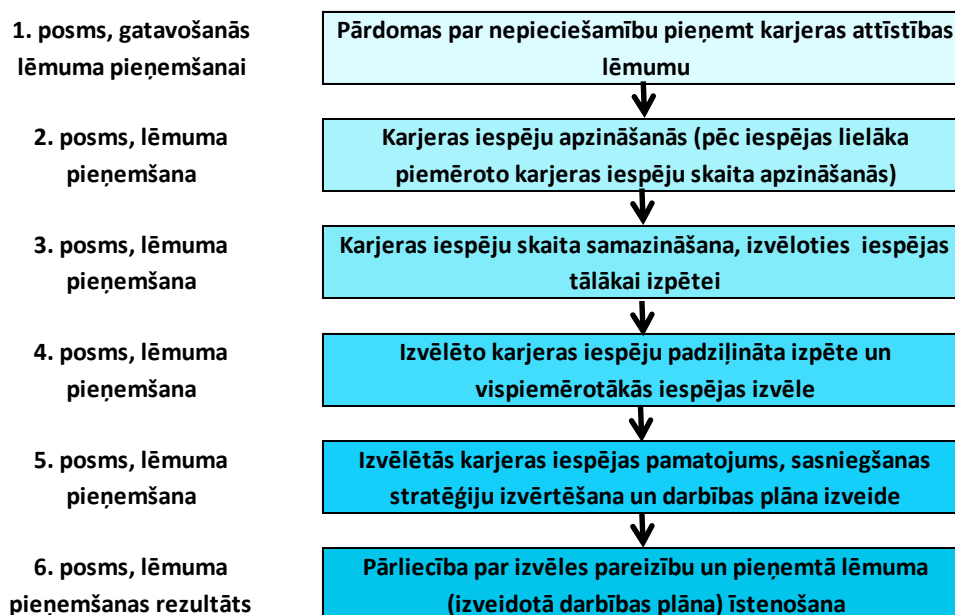 1. posms, gatavošanās
lēmuma pieņemšanai
Pārdomas par nepieciešamību pieņemt karjeras attīstības
lēmumu
2. posms, lēmuma
pieņemšana
Karjeras iespēju apzināšanās (pēc iespējas lielāka
piemēroto karjeras iespēju skaita apzināšanās)
3. posms, lēmuma
pieņemšana
Karjeras iespēju skaita samazināšana, izvēloties iespējas
tālākai izpētei
4. posms, lēmuma
pieņemšana
Izvēlēto karjeras iespēju padziļināta izpēte un
vispiemērotākās iespējas izvēle
5. posms, lēmuma
pieņemšana
Izvēlētās karjeras iespējas pamatojums, sasniegšanas
stratēģiju izvērtēšana un darbības plāna izveide
6. posms, lēmuma
pieņemšanas rezultāts
Pārliecība par izvēles pareizību un pieņemtā lēmuma
(izveidotā darbības plāna) īstenošana